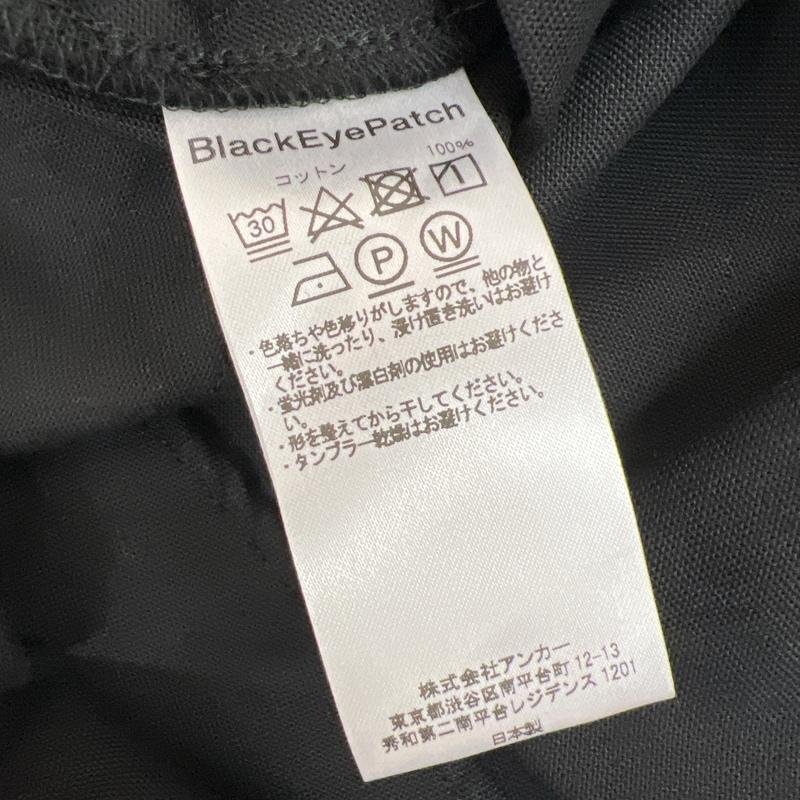 BlackEyePatch
コットン 100%
30
P W
・色落ちや色移りがしますので、他の物と
一緒に洗ったり、浸け置き洗いはお避け
ください。
・蛍光剤及び漂白剤の使用はお避けくださ
い。
・形を整えてから干してください。
・タンブラー乾燥はお避けください。
株式会社アンカー
東京都渋谷区南平台町 12-13
秀和第二南平台レジデンス 1201
日本製